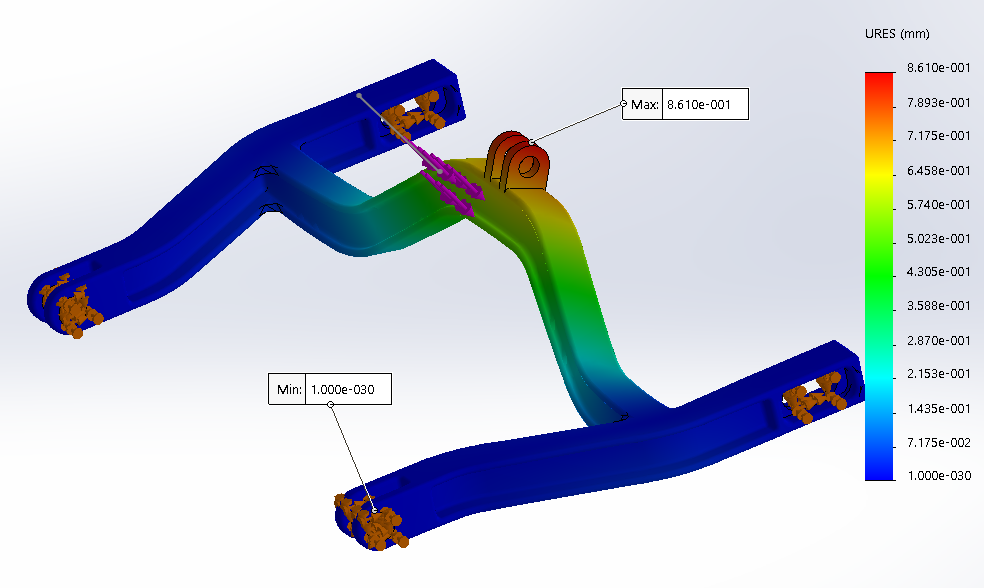 URES (mm)
8.610e-001
Max: 8.610e-001
7.893e-001
7.175e-001
6.458e-001
5.740e-001
5.023e-001
4.305e-001
3.588e-001
2.870e-001
2.153e-001
Min: 1.000e-030
1.435e-001
7.175e-002
1.000e-030